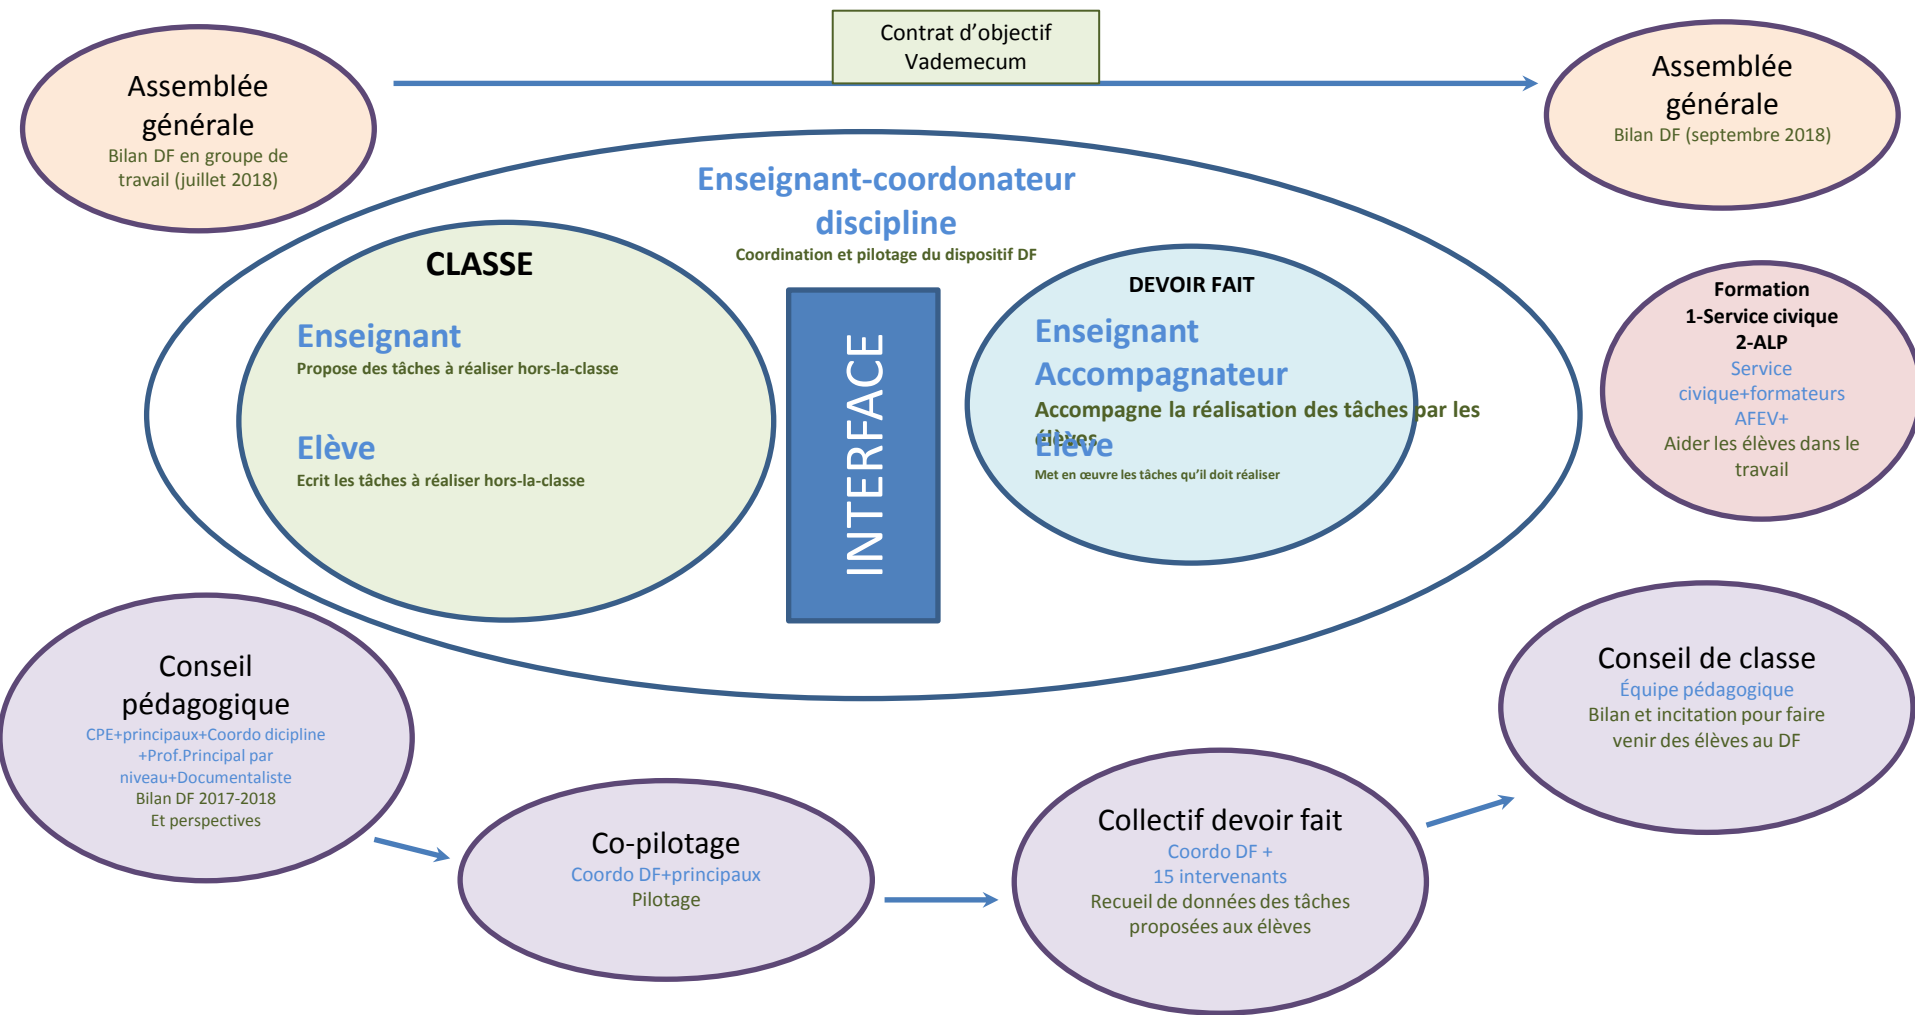 Contrat d'objectif
Vademecum
Assemblée
générale
Bilan DF en groupe de
travail (juillet 2018)
Assemblée
générale
Bilan DF (septembre 2018)
Enseignant-coordonateur
discipline
Coordination et pilotage du dispositif DF
CLASSE
Enseignant
Propose des tâches à réaliser hors-la-classe
Elève
Ecrit les tâches à réaliser hors-la-classe
INTERFACE
DEVOIR FAIT
Enseignant
Accompagnateur
Accompagne la réalisation des tâches par les
élèves
Elève
Met en œuvre les tâches qu'il doit réaliser
Formation
1-Service civique
2-ALP
Service
civique+formateurs
AFEV+
Aider les élèves dans le
travail
Conseil
pédagogique
CPE+principaux+Coordo dicipline
+Prof.Principal par
niveau+Documentaliste
Bilan DF 2017-2018
Et perspectives
Co-pilotage
Coordo DF+principaux
Pilotage
Collectif devoir fait
Coordo DF +
15 intervenants
Recueil de données des tâches
proposées aux élèves
Conseil de classe
Équipe pédagogique
Bilan et incitation pour faire
venir des élèves au DF